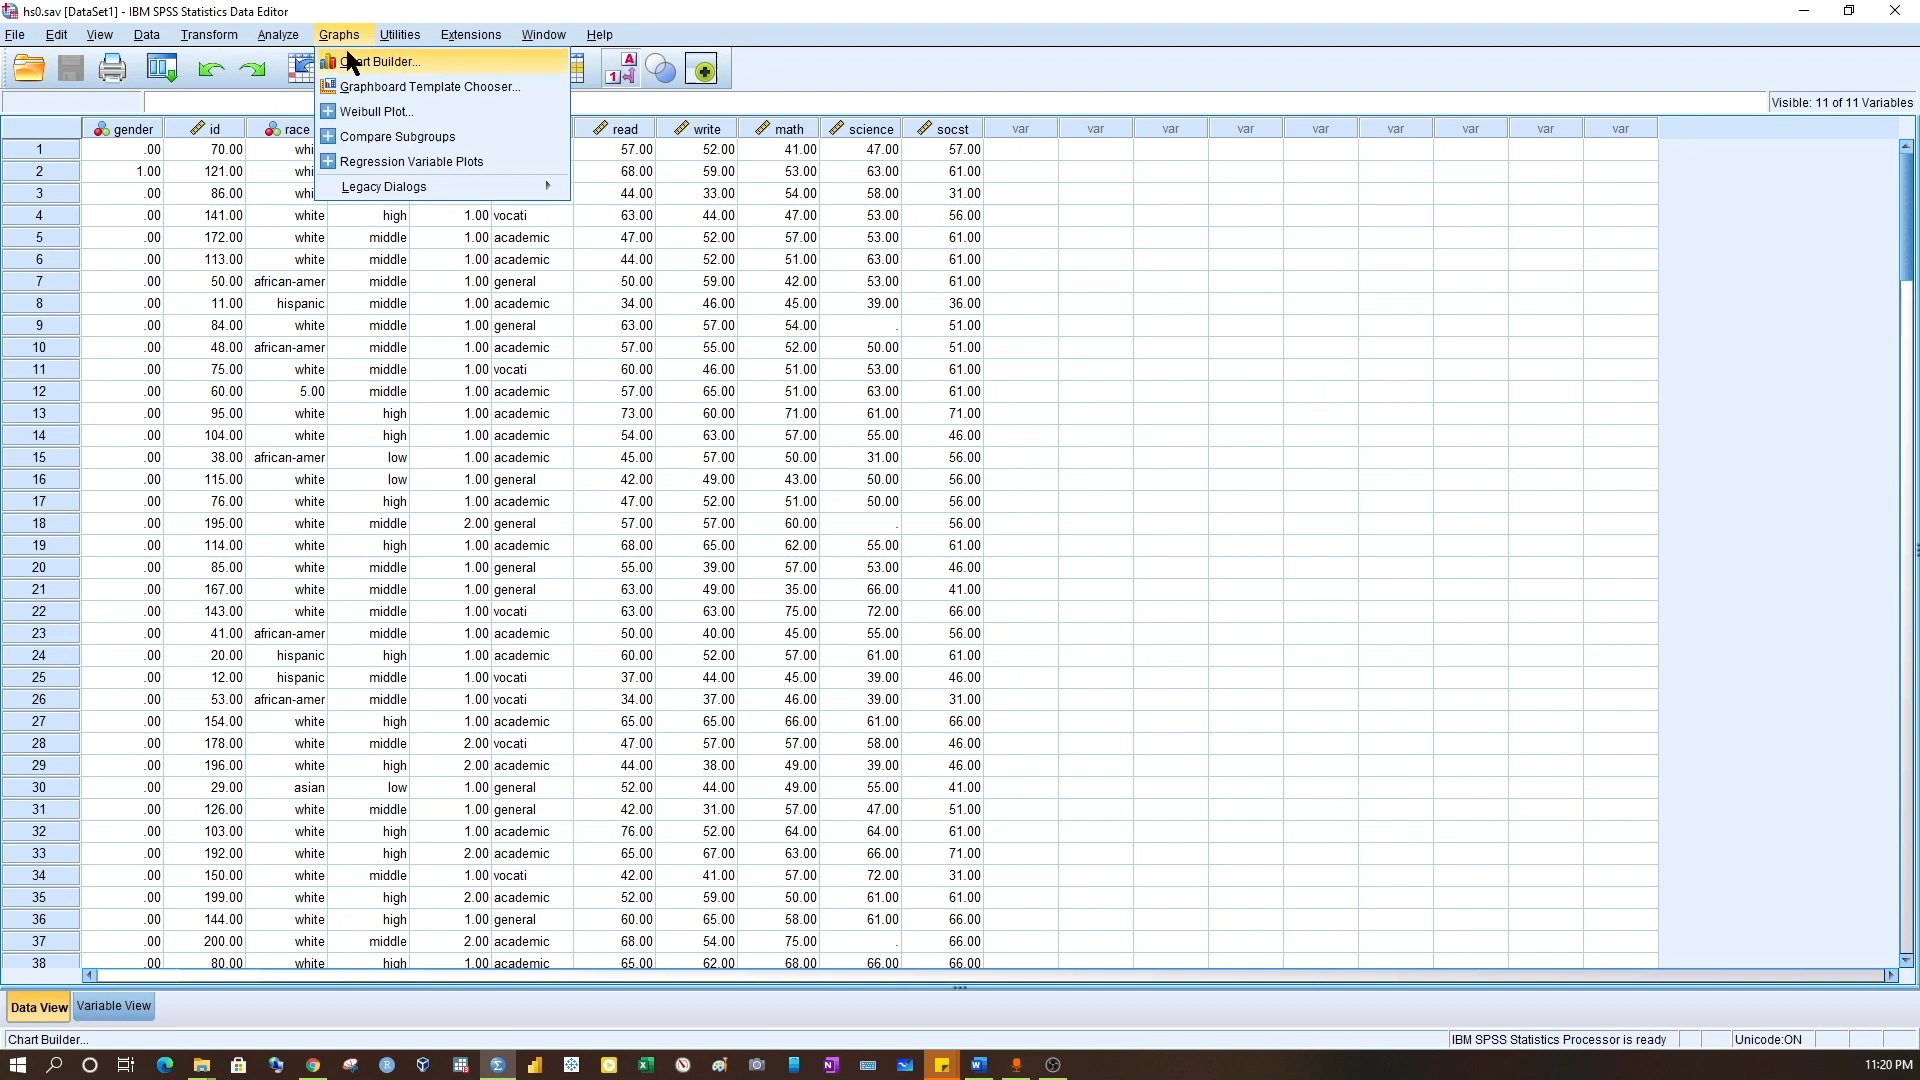 hs0.sav [DataSet1] - IBM SPSS Statistics Data Editor
File Edit View Data Transform Analyze Graphs Utilities Extensions Window Help
Chart Builder...
Graphboard Template Chooser...
Weibull Plot...
Compare Subgroups
Regression Variable Plots
Legacy Dialogs
Visible: 11 of 11 Variables
gender id race read write math science socst var var var var var var var var var
1 .00 70.00 whi 57.00 52.00 41.00 47.00 57.00
2 1.00 121.00 whi 68.00 59.00 53.00 63.00 61.00
3 .00 86.00 whi 44.00 33.00 54.00 58.00 31.00
4 .00 141.00 white high 1.00 vocati 63.00 44.00 47.00 53.00 56.00
5 .00 172.00 white middle 1.00 academic 47.00 52.00 57.00 53.00 61.00
6 .00 113.00 white middle 1.00 academic 44.00 52.00 51.00 63.00 61.00
7 .00 50.00 african-amer middle 1.00 general 50.00 59.00 42.00 53.00 61.00
8 .00 11.00 hispanic middle 1.00 academic 34.00 46.00 45.00 39.00 36.00
9 .00 84.00 white middle 1.00 general 63.00 57.00 54.00 . 51.00
10 .00 48.00 african-amer middle 1.00 academic 57.00 55.00 52.00 50.00 51.00
11 .00 75.00 white middle 1.00 vocati 60.00 46.00 51.00 53.00 61.00
12 .00 60.00 5.00 middle 1.00 academic 57.00 65.00 51.00 63.00 61.00
13 .00 95.00 white high 1.00 academic 73.00 60.00 71.00 61.00 71.00
14 .00 104.00 white high 1.00 academic 54.00 63.00 57.00 55.00 46.00
15 .00 38.00 african-amer low 1.00 academic 45.00 57.00 50.00 31.00 56.00
16 .00 115.00 white low 1.00 general 42.00 49.00 43.00 50.00 56.00
17 .00 76.00 white high 1.00 academic 47.00 52.00 51.00 50.00 56.00
18 .00 195.00 white middle 2.00 general 57.00 57.00 60.00 . 56.00
19 .00 114.00 white high 1.00 academic 68.00 65.00 62.00 55.00 61.00
20 .00 85.00 white middle 1.00 general 55.00 39.00 57.00 53.00 46.00
21 .00 167.00 white middle 1.00 general 63.00 49.00 35.00 66.00 41.00
22 .00 143.00 white middle 1.00 vocati 63.00 63.00 75.00 72.00 66.00
23 .00 41.00 african-amer middle 1.00 academic 50.00 40.00 45.00 55.00 56.00
24 .00 20.00 hispanic high 1.00 academic 60.00 52.00 57.00 61.00 61.00
25 .00 12.00 hispanic middle 1.00 vocati 37.00 44.00 45.00 39.00 46.00
26 .00 53.00 african-amer middle 1.00 vocati 34.00 37.00 46.00 39.00 31.00
27 .00 154.00 white high 1.00 academic 65.00 65.00 66.00 61.00 66.00
28 .00 178.00 white middle 2.00 vocati 47.00 57.00 57.00 58.00 46.00
29 .00 196.00 white high 2.00 academic 44.00 38.00 49.00 39.00 46.00
30 .00 29.00 asian low 1.00 general 52.00 44.00 49.00 55.00 41.00
31 .00 126.00 white middle 1.00 general 42.00 31.00 57.00 47.00 51.00
32 .00 103.00 white high 1.00 academic 76.00 52.00 64.00 64.00 61.00
33 .00 192.00 white high 2.00 academic 65.00 67.00 63.00 66.00 71.00
34 .00 150.00 white middle 1.00 vocati 42.00 41.00 57.00 72.00 31.00
35 .00 199.00 white high 2.00 academic 52.00 59.00 50.00 61.00 61.00
36 .00 144.00 white high 1.00 general 60.00 65.00 58.00 61.00 66.00
37 .00 200.00 white middle 2.00 academic 68.00 54.00 75.00 . 66.00
38 .00 80.00 white high 1.00 academic 65.00 62.00 68.00 66.00 66.00
Data View Variable View
Chart Builder... IBM SPSS Statistics Processor is ready Unicode:ON
11:20 PM